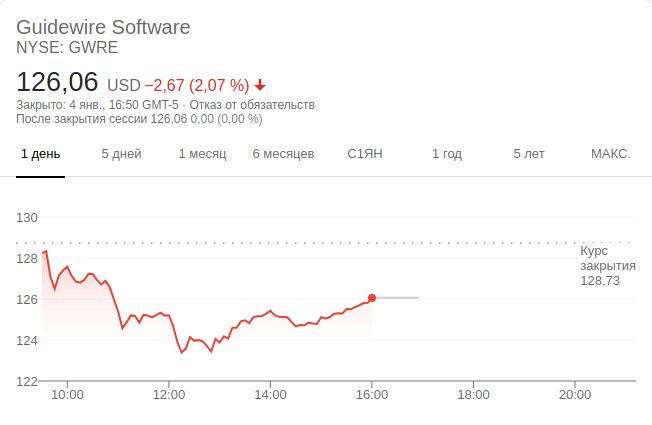 Guidewire Software
NYSE: GWRE
126,06 USD −2,67 (2,07 %)
Закрыто: 4 янв., 16:50 GMT-5 · Отказ от обязательств
После закрытия сессии 126,06 0,00 (0,00 %)
1 день 5 дней 1 месяц 6 месяцев С1ЯН 1 год 5 лет МАКС.
130
Курс
128
закрытия
128,73
126
124
122
10:00 12:00 14:00 16:00 18:00 20:00